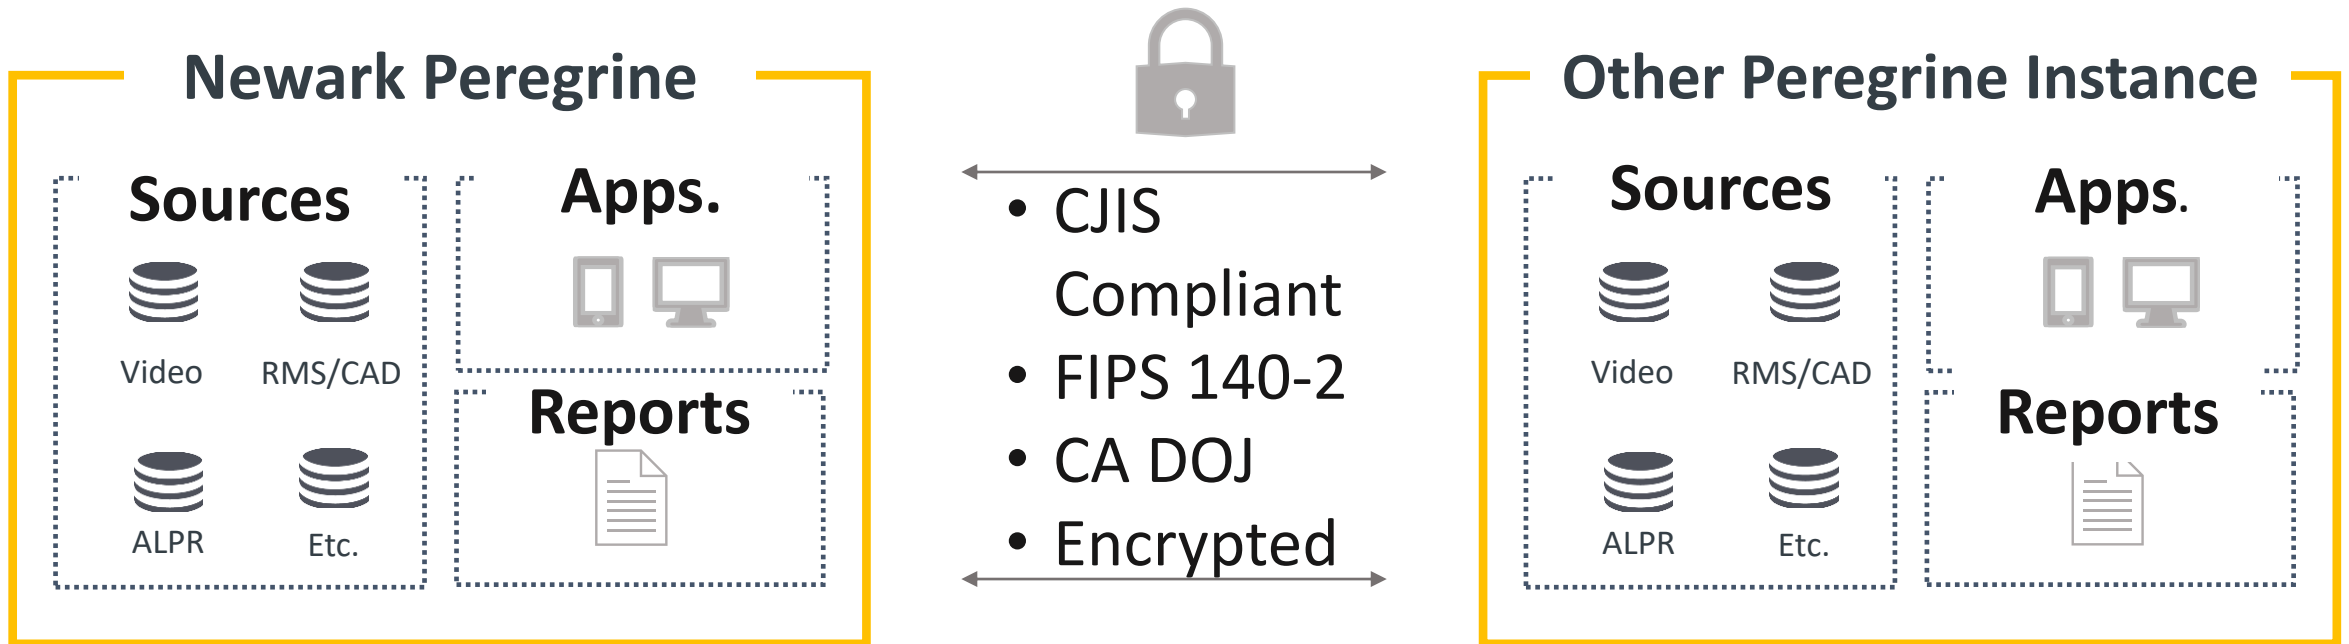 Newark Peregrine
Sources
Video
RMS/CAD
ALPR
Etc.
Apps.
Reports
• CJIS
Compliant
• FIPS 140-2
• CA DOJ
• Encrypted
Other Peregrine Instance
Sources
Video
RMS/CAD
ALPR
Etc.
Apps.
Reports